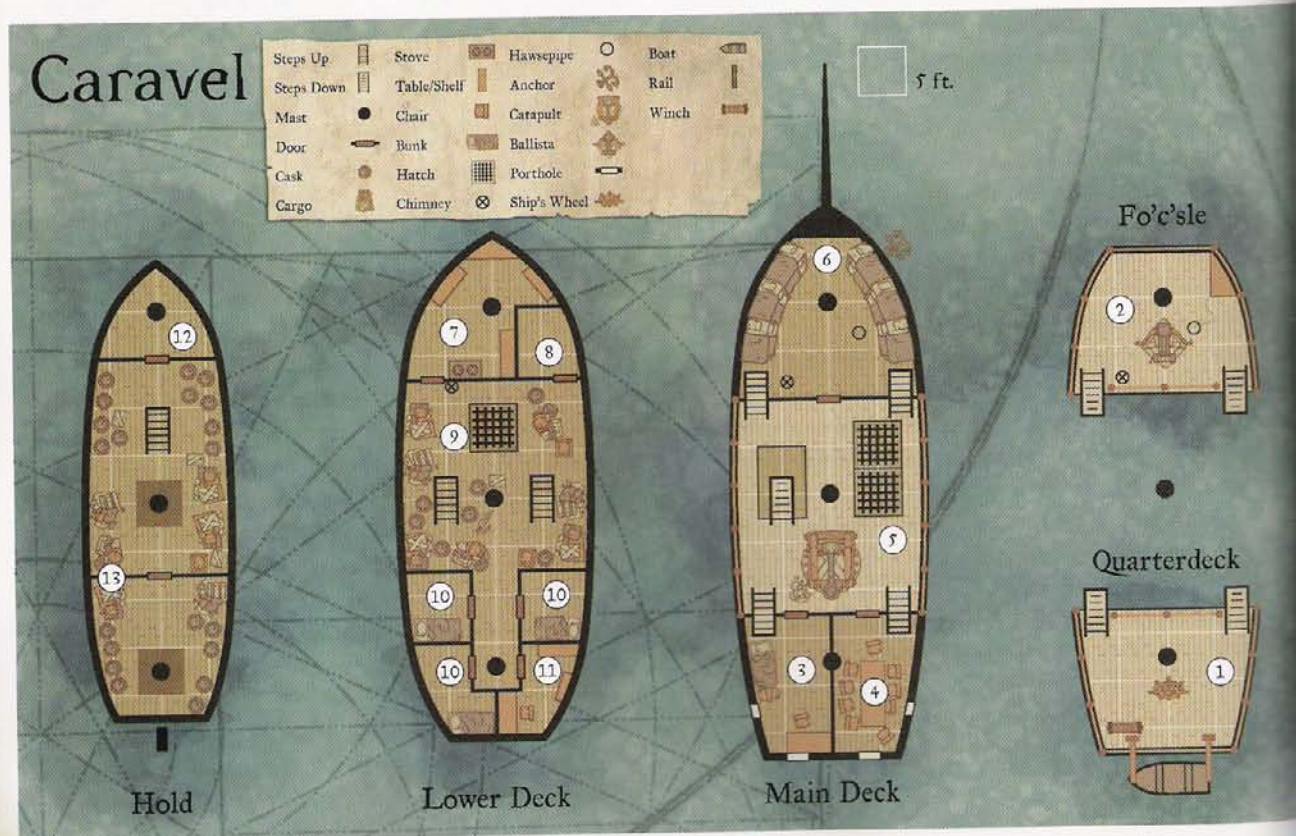 Caravel
Steps Up
Steps Down
Mast
Door
Cask
Cargo
Stove
Table/Shelf
Chair
Bunk
Hatch
Chimney
Hawsepipe
Anchor
Catapult
Ballista
Porthole
Ship's Wheel
Boat
Rail
Winch
5 ft.
Fo'c'sle
2
Quarterdeck
1
12
13
Hold
7
8
9
10
10
10
11
Lower Deck
6
5
3
4
Main Deck